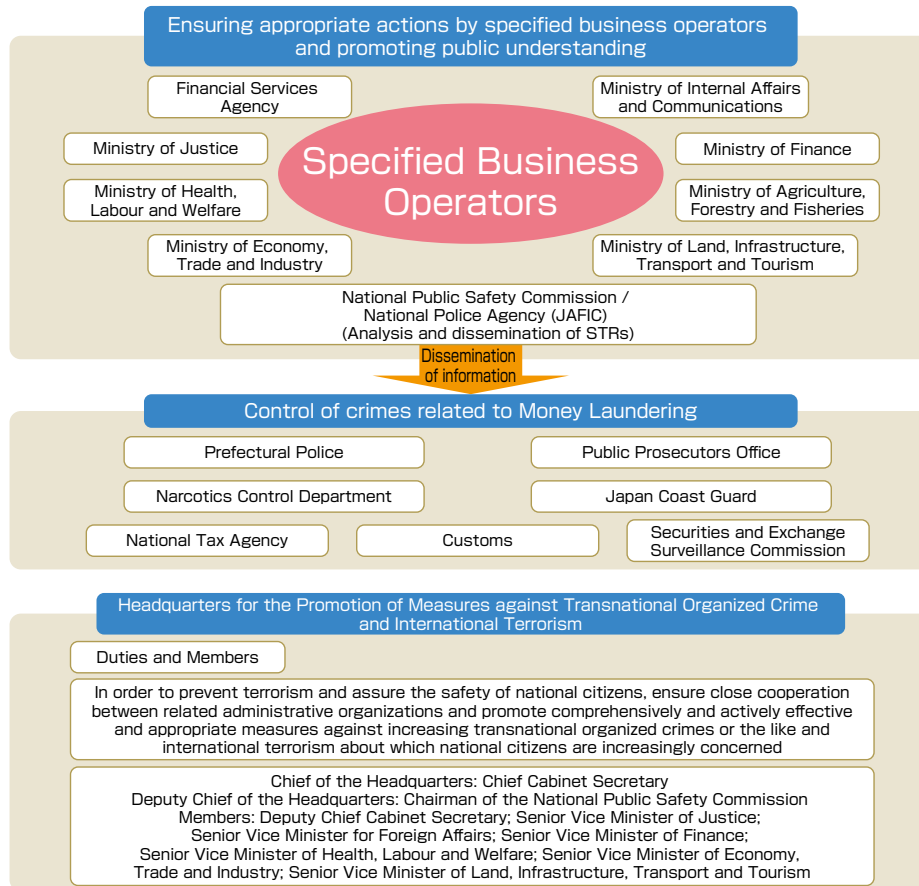 Ensuring appropriate actions by specified business operators
and promoting public understanding
Financial Services
Agency
Ministry of Internal Affairs
and Communications
Ministry of Justice
Ministry of Finance
Specified Business
Operators
Ministry of Health,
Labour and Welfare
Ministry of Agriculture,
Forestry and Fisheries
Ministry of Economy,
Trade and Industry
Ministry of Land, Infrastructure,
Transport and Tourism
National Public Safety Commission /
National Police Agency (JAFIC)
(Analysis and dissemination of STRs)
Dissemination
of information
Control of crimes related to Money Laundering
Prefectural Police
Public Prosecutors Office
Narcotics Control Department
Japan Coast Guard
National Tax Agency
Customs
Securities and Exchange
Surveillance Commission
Headquarters for the Promotion of Measures against Transnational Organized Crime
and International Terrorism
Duties and Members
In order to prevent terrorism and assure the safety of national citizens, ensure close cooperation
between related administrative organizations and promote comprehensively and actively effective
and appropriate measures against increasing transnational organized crimes or the like and
international terrorism about which national citizens are increasingly concerned
Chief of the Headquarters: Chief Cabinet Secretary
Deputy Chief of the Headquarters: Chairman of the National Public Safety Commission
Members: Deputy Chief Cabinet Secretary; Senior Vice Minister of Justice;
Senior Vice Minister for Foreign Affairs; Senior Vice Minister of Finance;
Senior Vice Minister of Health, Labour and Welfare; Senior Vice Minister of Economy,
Trade and Industry; Senior Vice Minister of Land, Infrastructure, Transport and Tourism